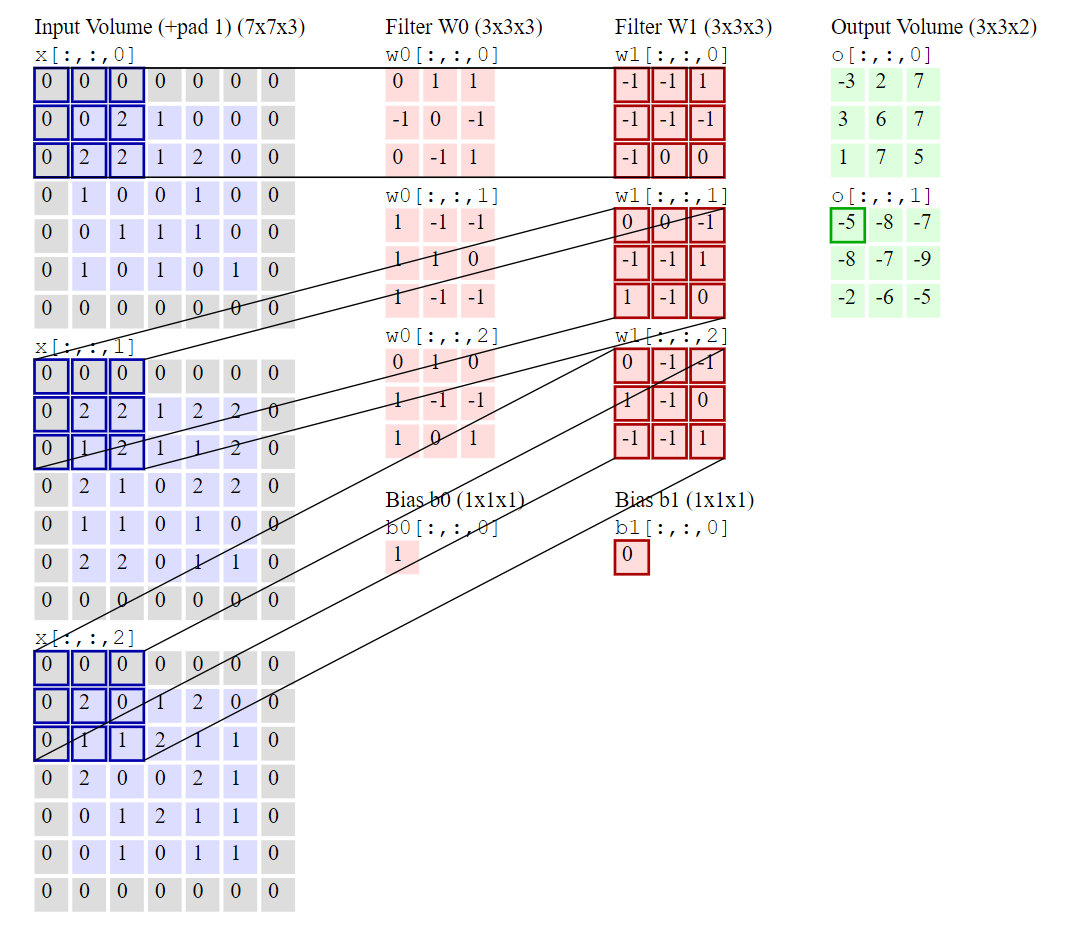 Input Volume (+pad 1) (7x7x3)
x[:,:,0]
0 0 0 0 0 0 0
0 0 2 1 0 0 0
0 2 2 1 2 0 0
0 1 0 0 1 0 0
0 0 1 1 1 0 0
0 1 0 1 0 1 0
0 0 0 0 0 0 0
x[:,:,1]
0 0 0 0 0 0 0
0 2 2 1 2 2 0
0 1 2 1 1 2 0
0 2 1 0 2 2 0
0 1 1 0 1 0 0
0 2 2 0 1 1 0
0 0 0 0 0 0 0
x[:,:,2]
0 0 0 0 0 0 0
0 2 0 1 2 0 0
0 1 1 2 1 1 0
0 2 0 0 2 1 0
0 0 1 2 1 1 0
0 0 1 0 1 1 0
0 0 0 0 0 0 0
Filter W0 (3x3x3)
w0[:,:,0]
0 1 1
-1 0 -1
0 -1 1
w0[:,:,1]
1 -1 -1
1 1 0
1 -1 -1
w0[:,:,2]
0 1 0
1 -1 -1
1 0 1
Bias b0 (1x1x1)
b0[:,:,0]
1
Filter W1 (3x3x3)
w1[:,:,0]
-1 -1 1
-1 -1 -1
-1 0 0
w1[:,:,1]
0 0 -1
-1 -1 1
1 -1 0
w1[:,:,2]
0 -1 -1
1 -1 0
-1 -1 1
Bias b1 (1x1x1)
b1[:,:,0]
0
Output Volume (3x3x2)
o[:,:,0]
-3 2 7
3 6 7
1 7 5
o[:,:,1]
-5 -8 -7
-8 -7 -9
-2 -6 -5